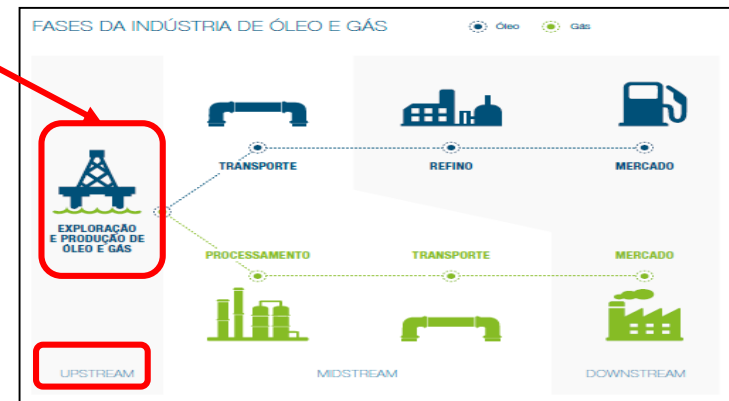 FASES DA INDÚSTRIA DE ÓLEO E GÁS
Óleo
Gás
TRANSPORTE
REFINO
MERCADO
EXPLORAÇÃO
E PRODUÇÃO DE
ÓLEO E GÁS
PROCESSAMENTO
TRANSPORTE
MERCADO
UPSTREAM
MIDSTREAM
DOWNSTREAM